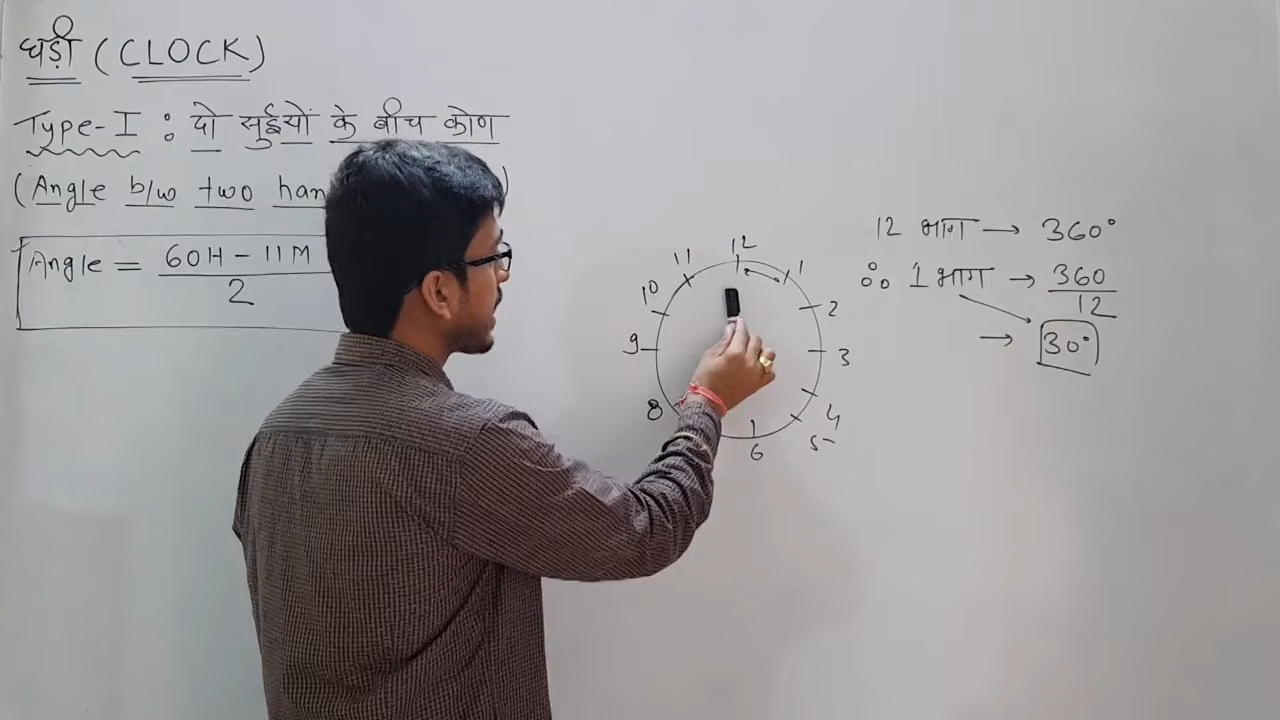 घड़ी (CLOCK)
Type-I : दो सुईयों के बीच कोण
(Angle b/w two han )
Angle = 60H - 11M
2
12
1
2
3
4
5
6
8
9
10
11
12 भाग → 360°
∴ 1 भाग → 360
12
→ 30°